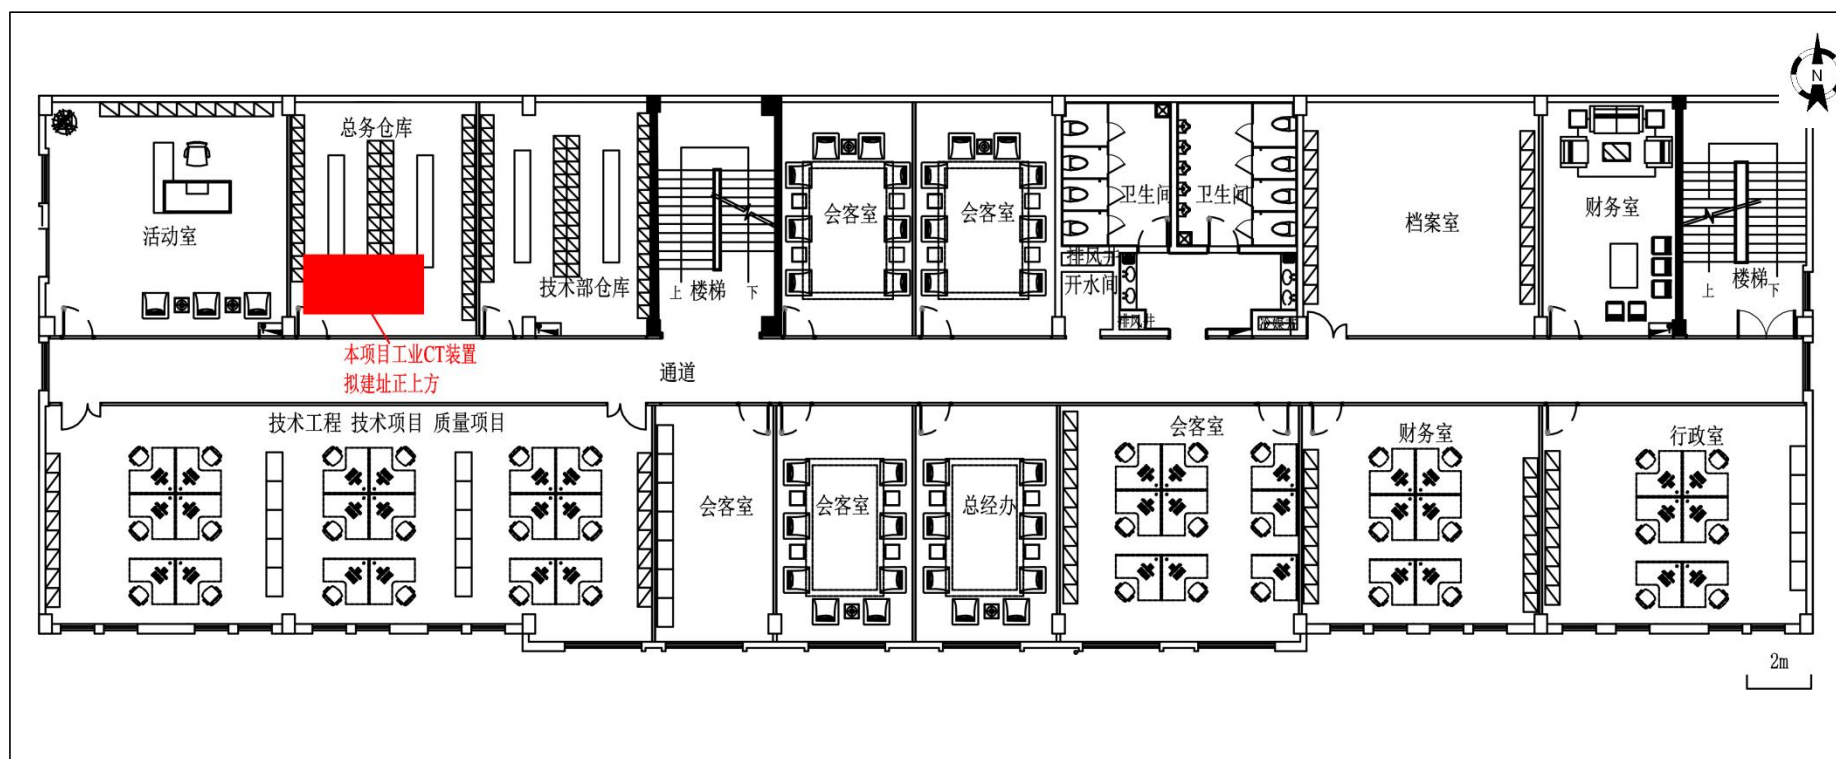 N
总务仓库
活动室
技术部仓库
上 楼梯 下
会客室
会客室
卫生间
卫生间
排风井
开水间
排风井
冷媒井
档案室
财务室
楼梯
上 下
本项目工业CT装置
拟建址正上方
通道
技术工程 技术项目 质量项目
会客室
会客室
总经办
会客室
财务室
行政室
2m